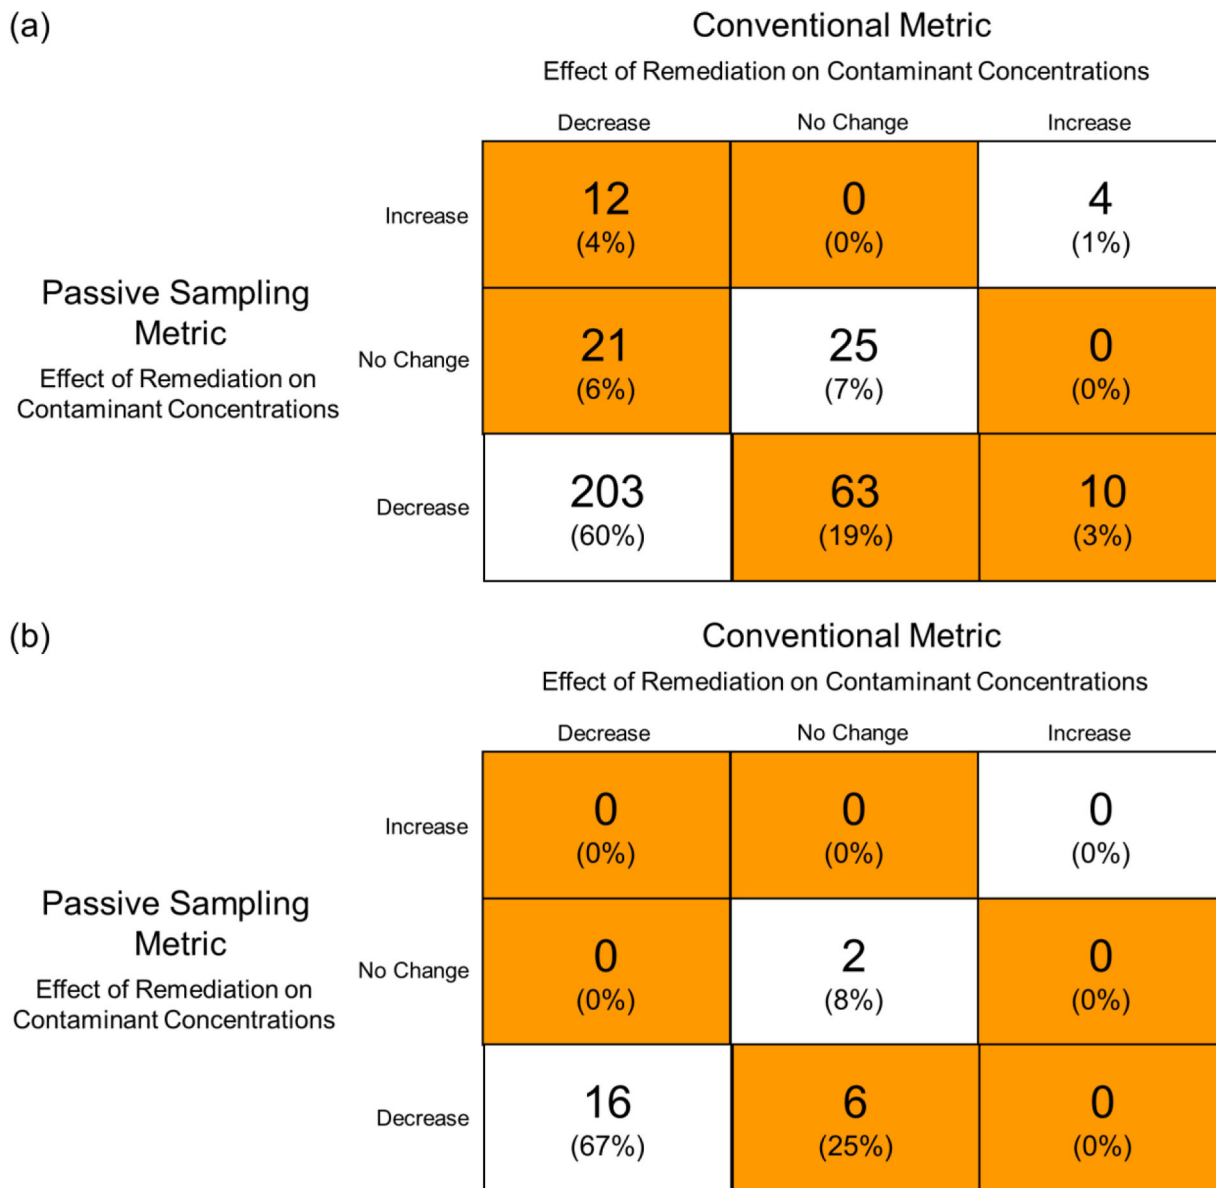 (a)
Conventional Metric
Effect of Remediation on Contaminant Concentrations
Decrease No Change Increase
Increase
12 0 4
(4%) (0%) (1%)
Passive Sampling
Metric
Effect of Remediation on
Contaminant Concentrations
No Change
21 25 0
(6%) (7%) (0%)
Decrease
203 63 10
(60%) (19%) (3%)
(b)
Conventional Metric
Effect of Remediation on Contaminant Concentrations
Decrease No Change Increase
Increase
0 0 0
(0%) (0%) (0%)
Passive Sampling
Metric
Effect of Remediation on
Contaminant Concentrations
No Change
0 2 0
(0%) (8%) (0%)
Decrease
16 6 0
(67%) (25%) (0%)